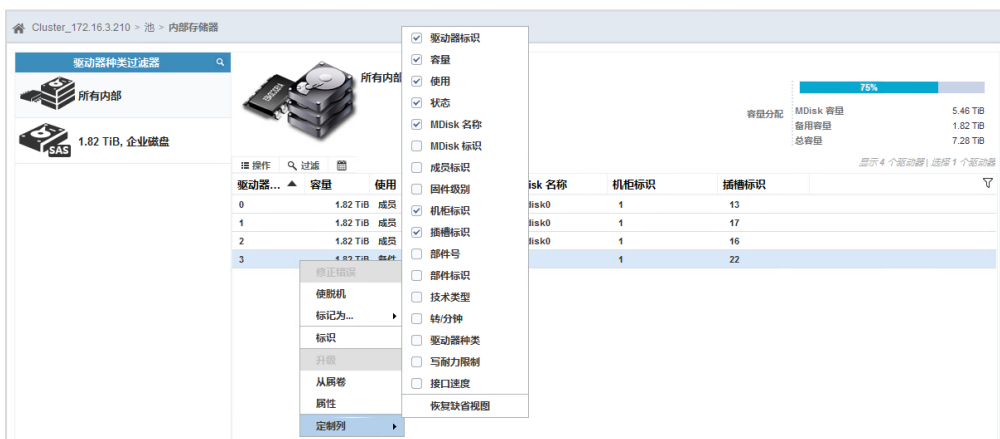 Cluster_172.16.3.210 > 池 > 内部存储器
驱动器种类过滤器
所有内部
1.82 TiB, 企业磁盘
SAS
所有内部
75%
容量分配
MDisk 容量 5.46 TiB
备用容量 1.82 TiB
总容量 7.28 TiB
显示 4 个驱动器 | 选择 1 个驱动器
操作 过滤
驱动器... 容量 使用 isk 名称 机柜标识 插槽标识
0 1.82 TiB 成员 disk0 1 13
1 1.82 TiB 成员 disk0 1 17
2 1.82 TiB 成员 disk0 1 16
3 1.82 TiB 备件 1 22
修正错误
使脱机
标记为...
标识
升级
从属卷
属性
定制列
驱动器标识
容量
使用
状态
MDisk 名称
MDisk 标识
成员标识
固件级别
机柜标识
插槽标识
部件号
部件标识
技术类型
转/分钟
驱动器种类
写耐力限制
接口速度
恢复缺省视图